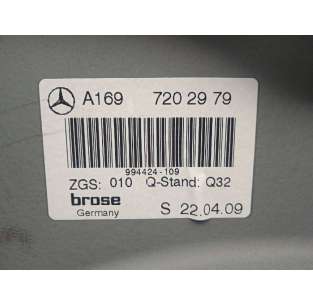 A169 720 29 79
994424-109
ZGS: 010 Q-Stand: Q32
brose
Germany S 22.04.09